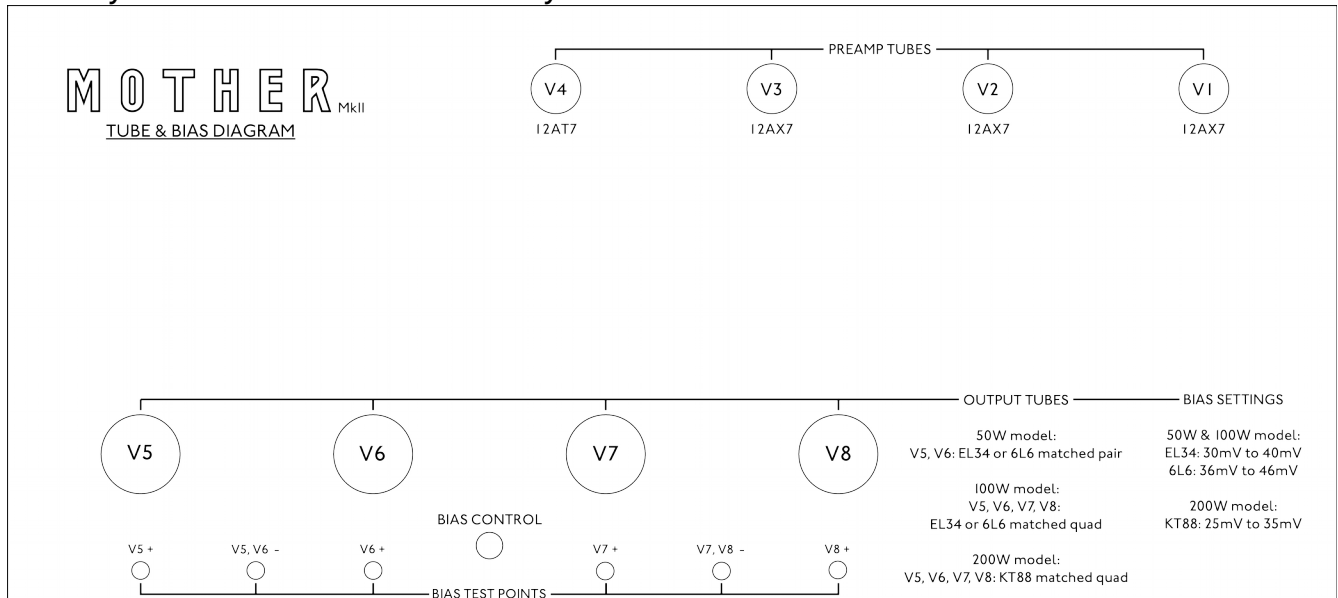 PREAMP TUBES
MOTHER MkII
TUBE & BIAS DIAGRAM
V4 V3 V2 V1
12AT7 12AX7 12AX7 12AX7
OUTPUT TUBES BIAS SETTINGS
V5 V6 V7 V8
50W model:
V5, V6: EL34 or 6L6 matched pair
100W model:
V5, V6, V7, V8:
EL34 or 6L6 matched quad
200W model:
V5, V6, V7, V8: KT88 matched quad
50W & 100W model:
EL34: 30mV to 40mV
6L6: 36mV to 46mV
200W model:
KT88: 25mV to 35mV
BIAS CONTROL
V5 + V5, V6 - V6 + V7 + V7, V8 - V8 +
BIAS TEST POINTS